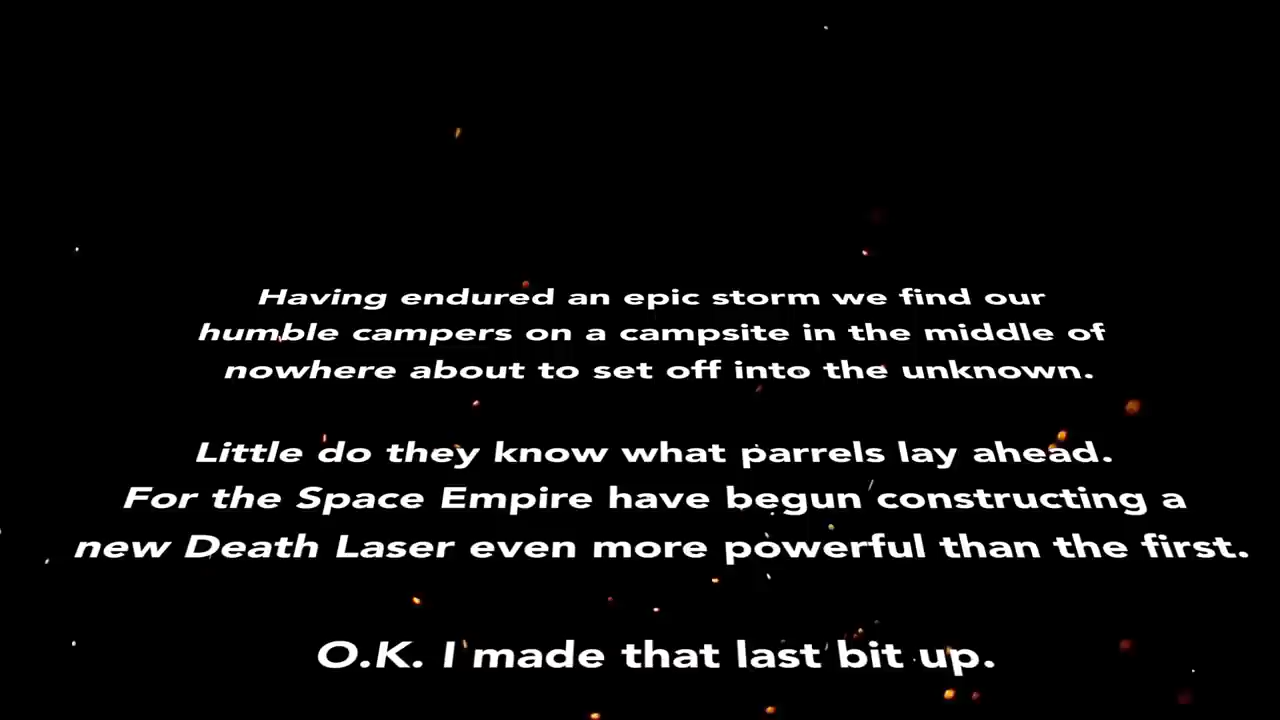 Having endured an epic storm we find our
humble campers on a campsite in the middle of
nowhere about to set off into the unknown.
Little do they know what parrels lay ahead.
For the Space Empire have begun constructing a
new Death Laser even more powerful than the first.
O.K. I made that last bit up.